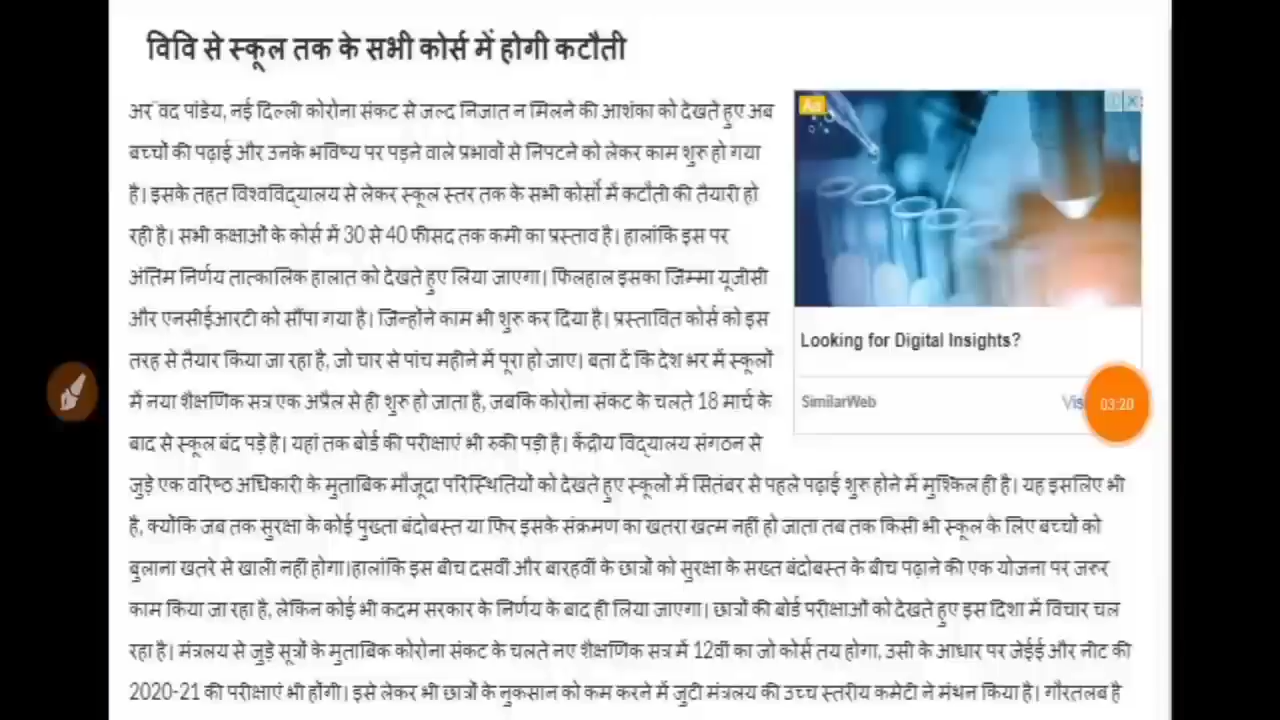 विवि से स्कूल तक के सभी कोर्स में होगी कटौती
अर¨वद पांडेय, नई दिल्ली कोरोना संकट से जल्द निजात न मिलने की आशंका को देखते हुए अब
बच्चों की पढ़ाई और उनके भविष्य पर पड़ने वाले प्रभावों से निपटने को लेकर काम शुरु हो गया
है। इसके तहत विश्वविद्यालय से लेकर स्कूल स्तर तक के सभी कोर्सो में कटौती की तैयारी हो
रही है। सभी कक्षाओं के कोर्स में 30 से 40 फीसद तक कमी का प्रस्ताव है। हालांकि इस पर
अंतिम निर्णय तात्कालिक हालात को देखते हुए लिया जाएगा। फिलहाल इसका जिम्मा यूजीसी
और एनसीईआरटी को सौंपा गया है। जिन्होंने काम भी शुरु कर दिया है। प्रस्तावित कोर्स को इस
तरह से तैयार किया जा रहा है, जो चार से पांच महीने में पूरा हो जाए। बता दें कि देश भर में स्कूलों
में नया शैक्षणिक सत्र एक अप्रैल से ही शुरु हो जाता है, जबकि कोरोना संकट के चलते 18 मार्च के
बाद से स्कूल बंद पड़े है। यहां तक बोर्ड की परीक्षाएं भी रुकी पड़ी है। केंद्रीय विद्यालय संगठन से
जुड़े एक वरिष्ठ अधिकारी के मुताबिक मौजूदा परिस्थितियों को देखते हुए स्कूलों में सितंबर से पहले पढ़ाई शुरु होने में मुश्किल ही है। यह इसलिए भी
है, क्योंकि जब तक सुरक्षा के कोई पुख्ता बंदोबस्त या फिर इसके संक्रमण का खतरा खत्म नहीं हो जाता तब तक किसी भी स्कूल के लिए बच्चों को
बुलाना खतरे से खाली नहीं होगा।हालांकि इस बीच दसवीं और बारहवीं के छात्रों को सुरक्षा के सख्त बंदोबस्त के बीच पढ़ाने की एक योजना पर जरुर
काम किया जा रहा है, लेकिन कोई भी कदम सरकार के निर्णय के बाद ही लिया जाएगा। छात्रों की बोर्ड परीक्षाओं को देखते हुए इस दिशा में विचार चल
रहा है। मंत्रलय से जुड़े सूत्रों के मुताबिक कोरोना संकट के चलते नए शैक्षणिक सत्र में 12वीं का जो कोर्स तय होगा, उसी के आधार पर जेईई और नीट की
2020-21 की परीक्षाएं भी होंगी। इसे लेकर भी छात्रों के नुकसान को कम करने में जुटी मंत्रलय की उच्च स्तरीय कमेटी ने मंथन किया है। गौरतलब है
Ad
Looking for Digital Insights?
SimilarWeb
Vis
03:20